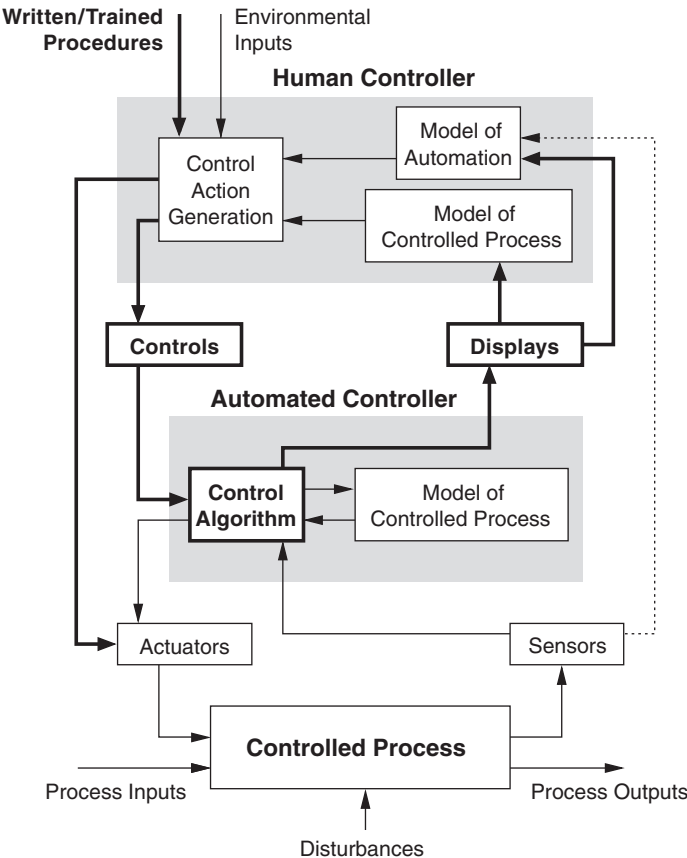 Written/Trained
Procedures
Environmental
Inputs
Human Controller
Model of
Automation
Control
Action
Generation
Model of
Controlled Process
Controls
Displays
Automated Controller
Control
Algorithm
Model of
Controlled Process
Actuators
Sensors
Controlled Process
Process Inputs
Process Outputs
Disturbances